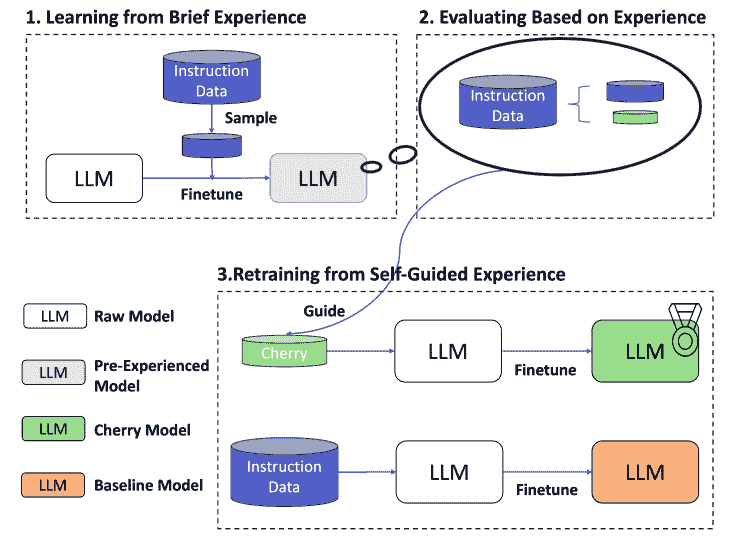 1. Learning from Brief Experience
2. Evaluating Based on Experience
Instruction
Data
Sample
LLM
Finetune
LLM
Instruction
Data
3.Retraining from Self-Guided Experience
Guide
Cherry
LLM
Finetune
LLM
Instruction
Data
LLM
Finetune
LLM
LLM
Raw Model
LLM
Pre-Experienced
Model
LLM
Cherry Model
LLM
Baseline Model